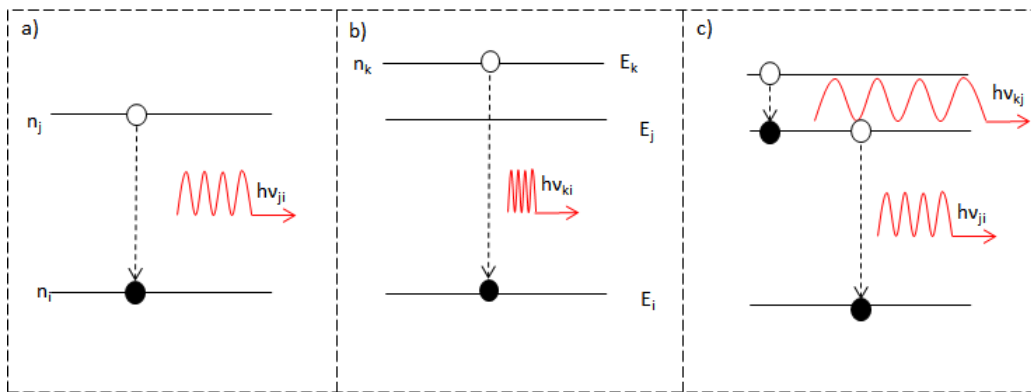 a)
n_j
hν_ji
n_i
b)
n_k
E_k
E_j
hν_ki
E_i
c)
hν_kj
hν_ji